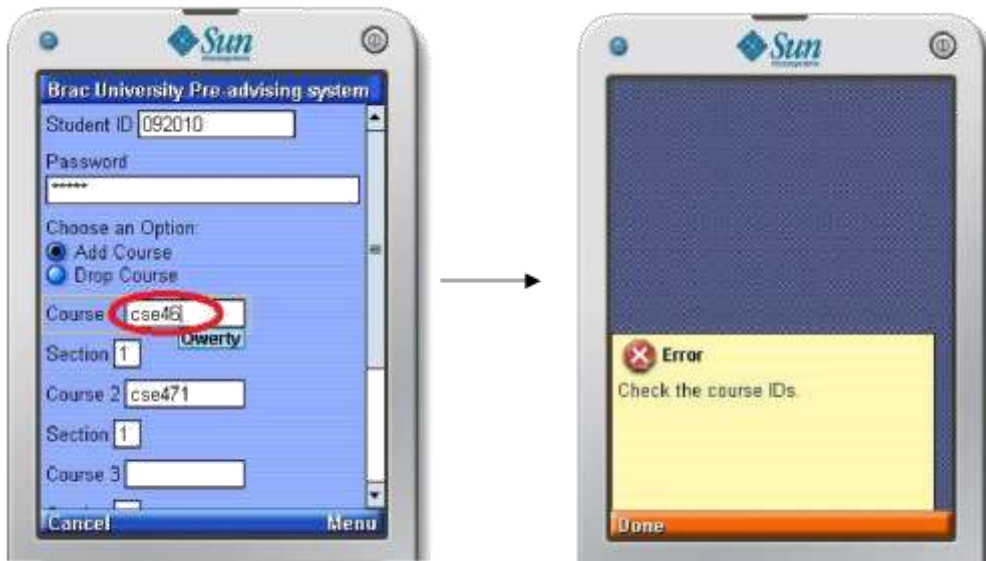 Sun
Brac University Pre-advising system
Student ID 092010
Password
*****
Choose an Option:
Add Course
Drop Course
Course cse46
Qwerty
Section 1
Course 2 cse471
Section 1
Course 3
Cancel Menu
Sun
Error
Check the course IDs.
Done